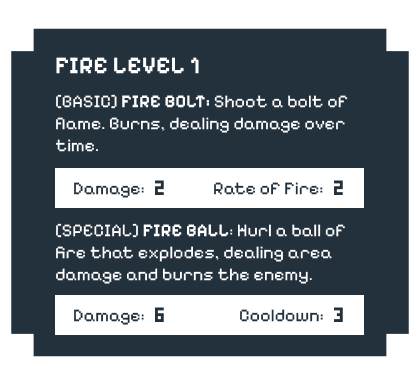 FIRE LEVEL 1
(BASIC) FIRE BOLT: Shoot a bolt of
flame. Burns, dealing damage over
time.
Damage: 2 Rate of Fire: 2
(SPECIAL) FIRE BALL: Hurl a ball of
fire that explodes, dealing area
damage and burns the enemy.
Damage: 6 Cooldown: 3